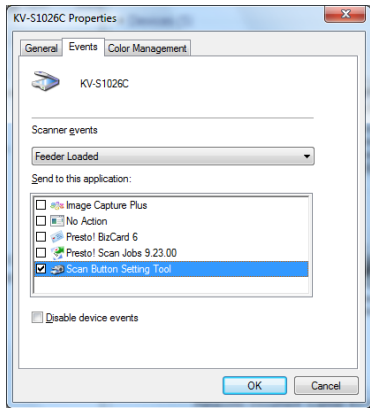 KV-S1026C Properties
General Events Color Management
KV-S1026C
Scanner events
Feeder Loaded
Send to this application:
Image Capture Plus
No Action
Presto! BizCard 6
Presto! Scan Jobs 9.23.00
Scan Button Setting Tool
Disable device events
OK Cancel